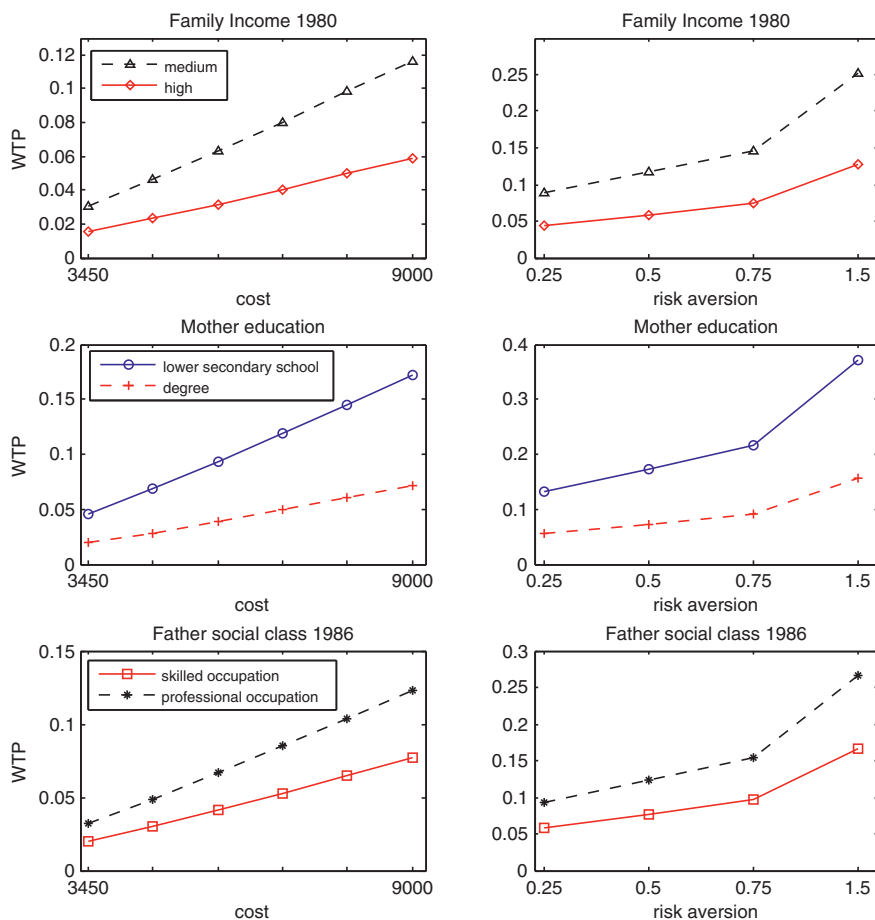 Family Income 1980
0.12
0.1
0.08
0.06
0.04
0.02
0
WTP
medium
high
3450
9000
cost
Family Income 1980
0.25
0.2
0.15
0.1
0.05
0
0.25
0.5
0.75
1.5
risk aversion
Mother education
0.2
0.15
0.1
0.05
0
WTP
lower secondary school
degree
3450
9000
cost
Mother education
0.4
0.3
0.2
0.1
0
0.25
0.5
0.75
1.5
risk aversion
Father social class 1986
0.15
0.1
0.05
0
WTP
skilled occupation
professional occupation
3450
9000
cost
Father social class 1986
0.3
0.25
0.2
0.15
0.1
0.05
0
0.25
0.5
0.75
1.5
risk aversion